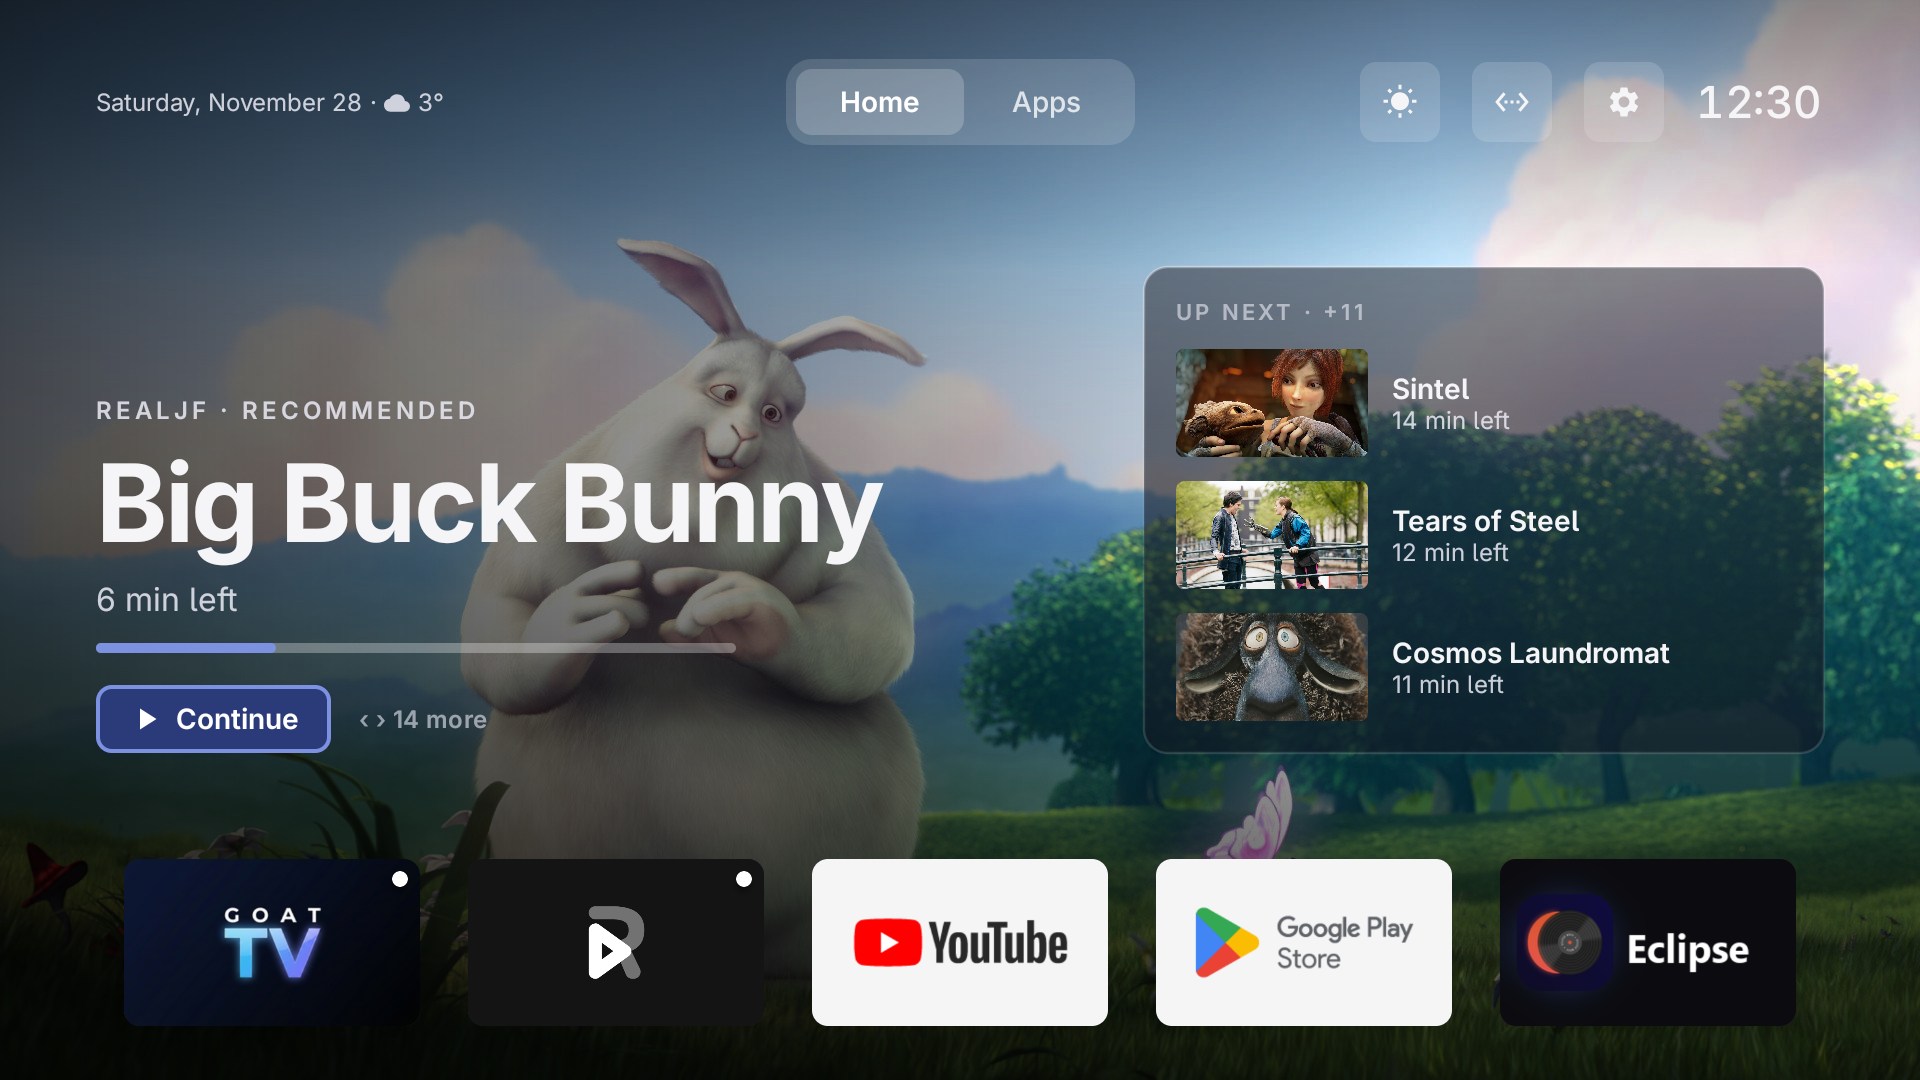 Saturday, November 28 · 3°
Home
Apps
12:30
REALJF · RECOMMENDED
Big Buck Bunny
6 min left
Continue
‹ › 14 more
UP NEXT · +11
Sintel
14 min left
Tears of Steel
12 min left
Cosmos Laundromat
11 min left
GOAT
TV
R
YouTube
Google Play
Store
Eclipse